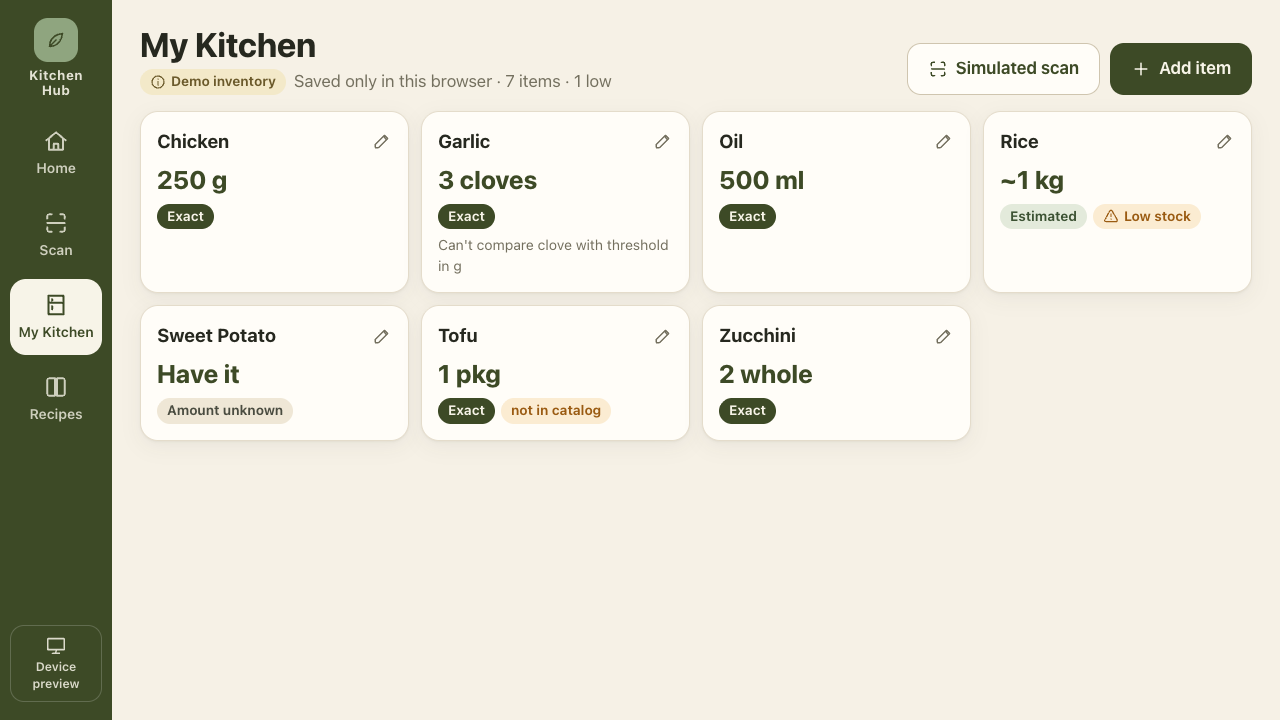 Kitchen
Hub
Home
Scan
My Kitchen
Recipes
Device
preview
My Kitchen
Demo inventory
Saved only in this browser · 7 items · 1 low
Simulated scan
Add item
Chicken
250 g
Exact
Garlic
3 cloves
Exact
Can't compare clove with threshold
in g
Oil
500 ml
Exact
Rice
~1 kg
Estimated
Low stock
Sweet Potato
Have it
Amount unknown
Tofu
1 pkg
Exact
not in catalog
Zucchini
2 whole
Exact